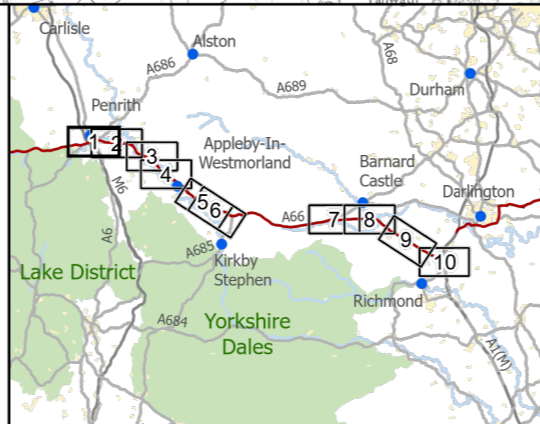 Carlisle
Alston
A686
A689
A68
Durham
Penrith
1
2
3
4
5
6
Appleby-In-
Westmorland
Barnard
Castle
Darlington
M6
A6
A66
7
8
9
10
A685
Kirkby
Stephen
Lake District
Richmond
A684
Yorkshire
Dales
A1(M)